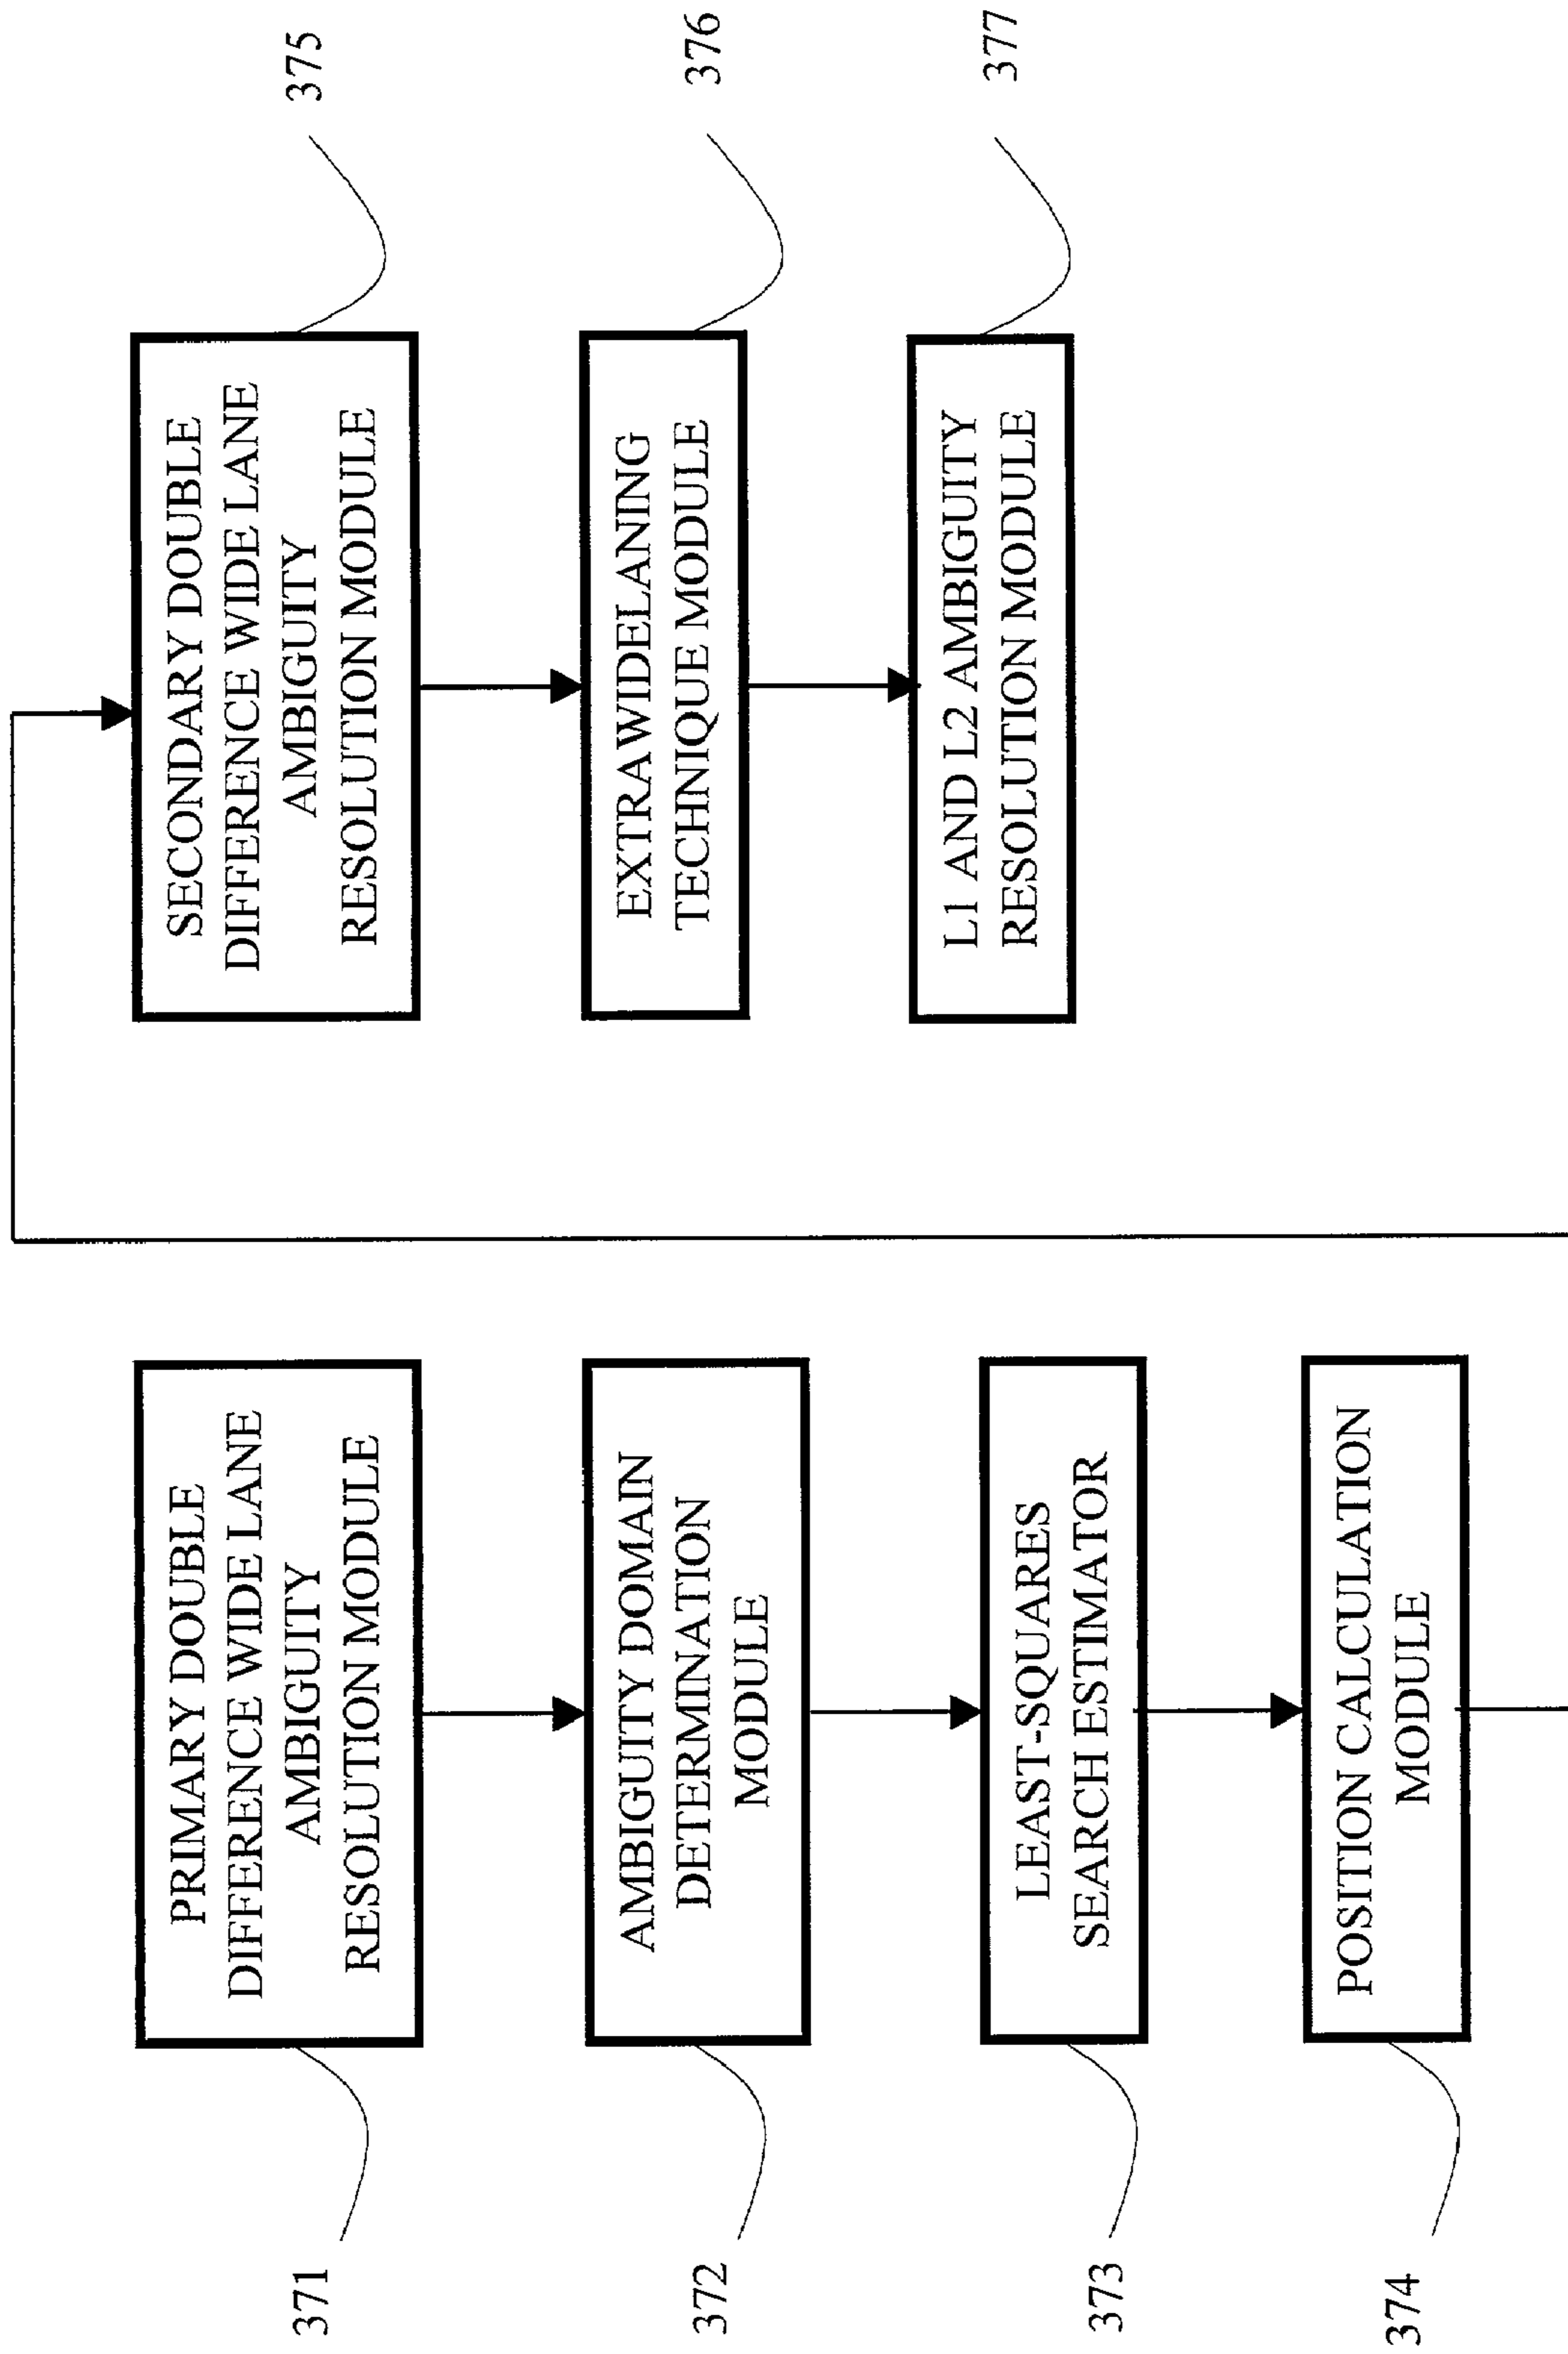 371
PRIMARY DOUBLE
DIFFERENCE WIDE LANE
AMBIGUITY
RESOLUTION MODULE
372
AMBIGUITY DOMAIN
DETERMINATION
MODULE
373
LEAST-SQUARES
SEARCH ESTIMATOR
374
POSITION CALCULATION
MODULE
SECONDARY DOUBLE
DIFFERENCE WIDE LANE
AMBIGUITY
RESOLUTION MODULE
375
EXTRAWIDELANING
TECHNIQUE MODULE
376
L1 AND L2 AMBIGUITY
RESOLUTION MODULE
377